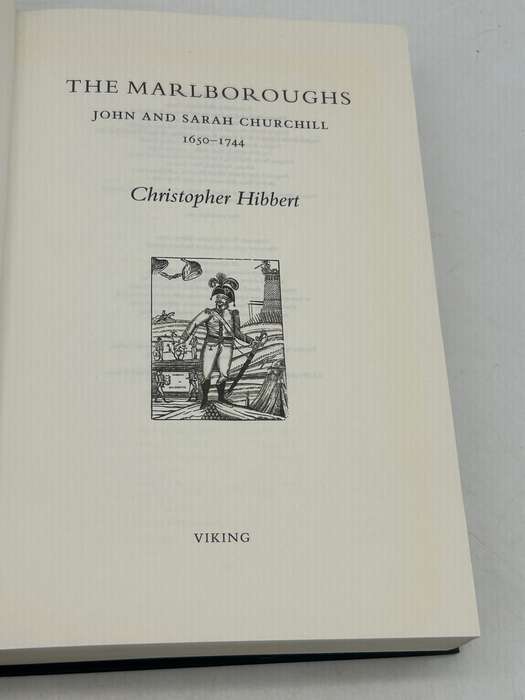 THE MARLBOROUGHS
JOHN AND SARAH CHURCHILL
1650–1744
Christopher Hibbert
VIKING